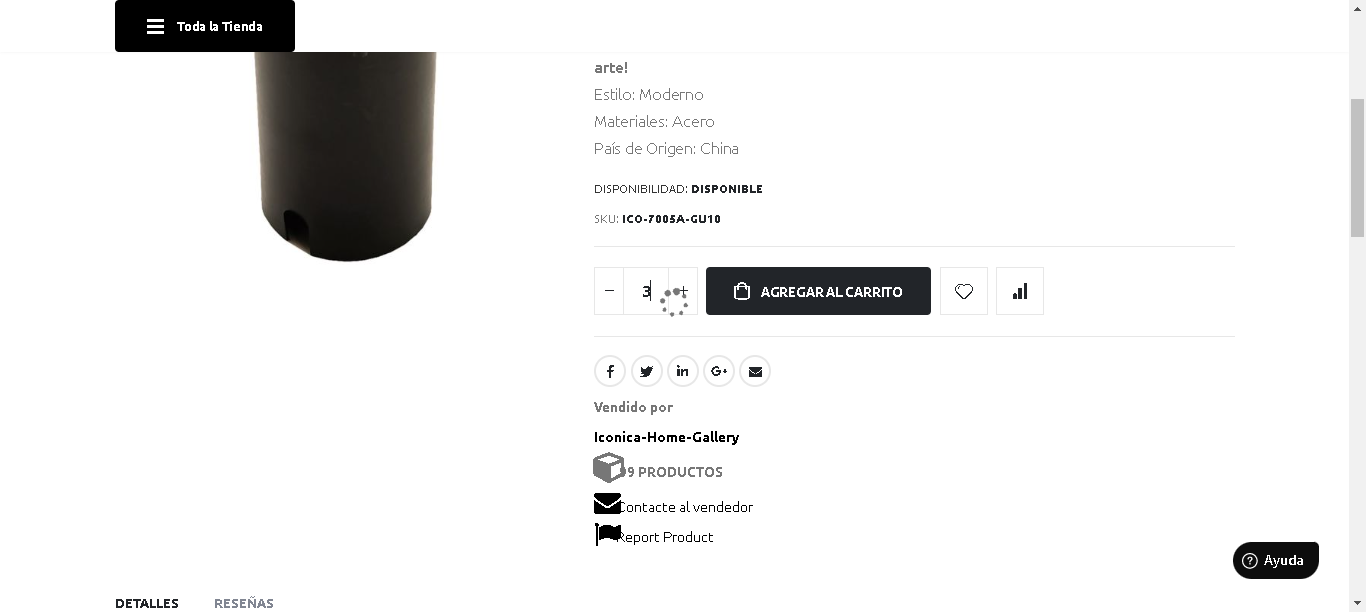 Toda la Tienda
arte!
Estilo: Moderno
Materiales: Acero
País de Origen: China
DISPONIBILIDAD: DISPONIBLE
SKU: ICO-7005A-GU10
− 3 + AGREGAR AL CARRITO
Vendido por
Iconica-Home-Gallery
99 PRODUCTOS
Contacte al vendedor
Report Product
Ayuda
DETALLES RESEÑAS